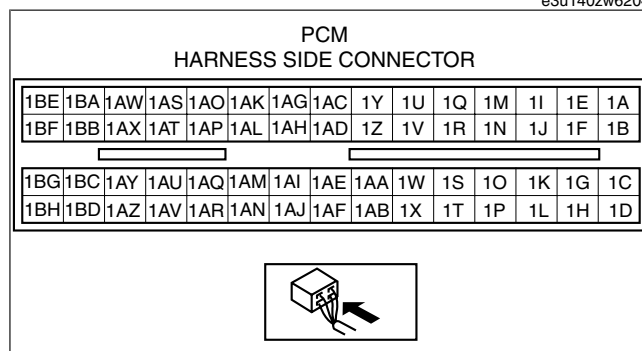 e3u140zw6204
PCM
HARNESS SIDE CONNECTOR
1BE 1BA 1AW 1AS 1AO 1AK 1AG 1AC 1Y 1U 1Q 1M 1I 1E 1A
1BF 1BB 1AX 1AT 1AP 1AL 1AH 1AD 1Z 1V 1R 1N 1J 1F 1B
1BG 1BC 1AY 1AU 1AQ 1AM 1AI 1AE 1AA 1W 1S 1O 1K 1G 1C
1BH 1BD 1AZ 1AV 1AR 1AN 1AJ 1AF 1AB 1X 1T 1P 1L 1H 1D